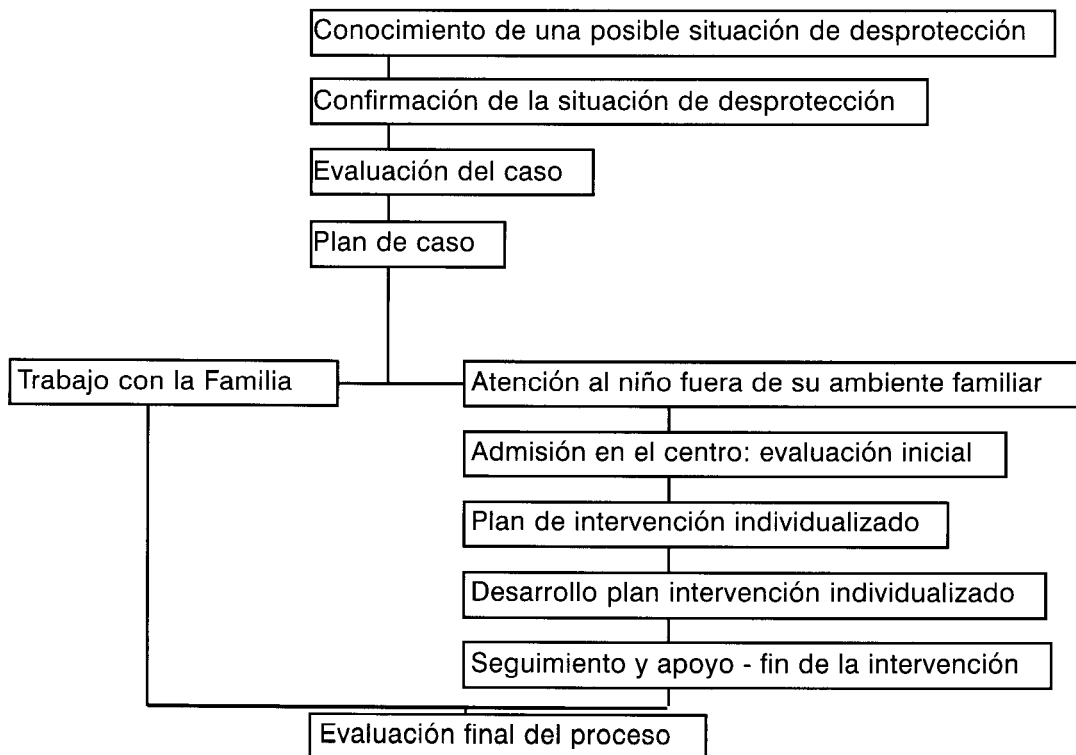 Conocimiento de una posible situación de desprotección
Confirmación de la situación de desprotección
Evaluación del caso
Plan de caso
Trabajo con la Familia
Atención al niño fuera de su ambiente familiar
Admisión en el centro: evaluación inicial
Plan de intervención individualizado
Desarrollo plan intervención individualizado
Seguimiento y apoyo - fin de la intervención
Evaluación final del proceso